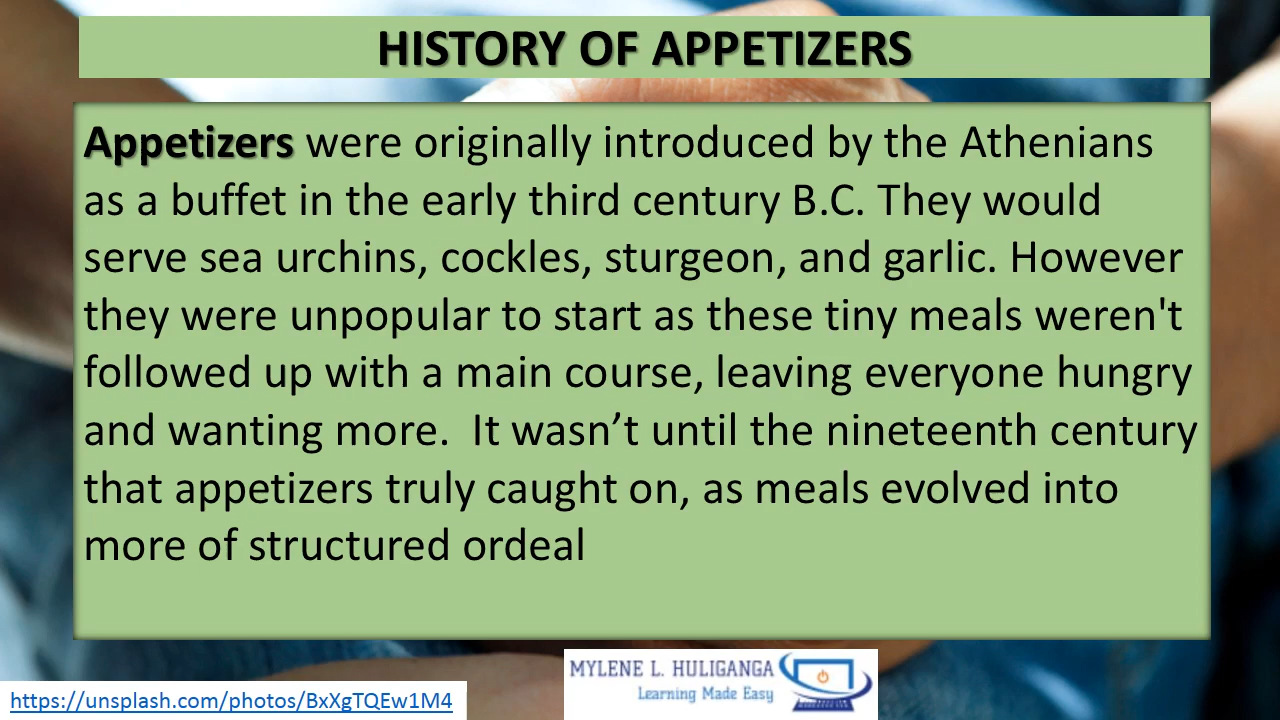 HISTORY OF APPETIZERS
Appetizers were originally introduced by the Athenians
as a buffet in the early third century B.C. They would
serve sea urchins, cockles, sturgeon, and garlic. However
they were unpopular to start as these tiny meals weren't
followed up with a main course, leaving everyone hungry
and wanting more.  It wasn’t until the nineteenth century
that appetizers truly caught on, as meals evolved into
more of structured ordeal
MYLENE L. HULIGANGA
Learning Made Easy
https://unsplash.com/photos/BxXgTQEw1M4